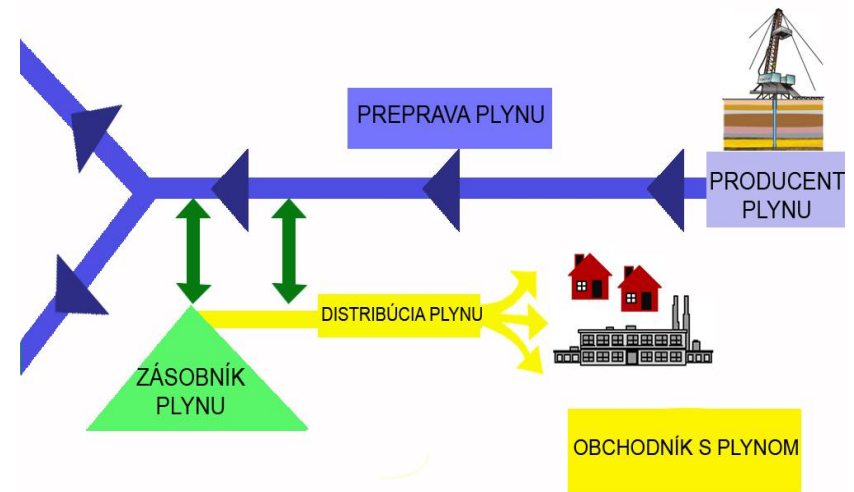 PREPRAVA PLYNU
PRODUCENT
PLYNU
DISTRIBÚCIA PLYNU
ZÁSOBNÍK
PLYNU
OBCHODNÍK S PLYNOM